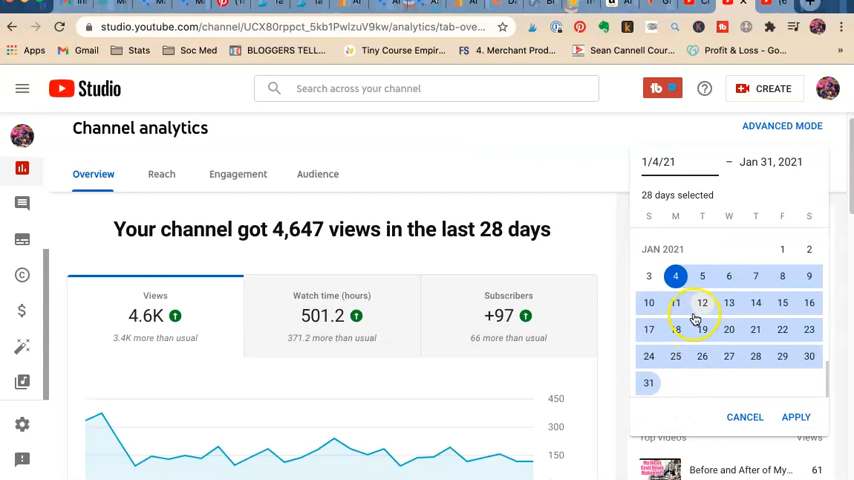 studio.youtube.com/channel/UCX80rppct_5kb1PwIzuV9kw/analytics/tab-ove...
Apps Gmail Stats Soc Med BLOGGERS TELL... Tiny Course Empir... 4. Merchant Prod... Sean Cannell Cour... Profit & Loss - Go...
Studio
Search across your channel
tb
CREATE
Channel analytics
ADVANCED MODE
Overview Reach Engagement Audience
1/4/21 – Jan 31, 2021
28 days selected
S M T W T F S
Your channel got 4,647 views in the last 28 days
JAN 2021 1 2
3 4 5 6 7 8 9
10 11 12 13 14 15 16
17 18 19 20 21 22 23
24 25 26 27 28 29 30
31
Views
4.6K
3.4K more than usual
Watch time (hours)
501.2
371.2 more than usual
Subscribers
+97
66 more than usual
450
300
150
CANCEL APPLY
Top videos Views
Before and After of My... 61